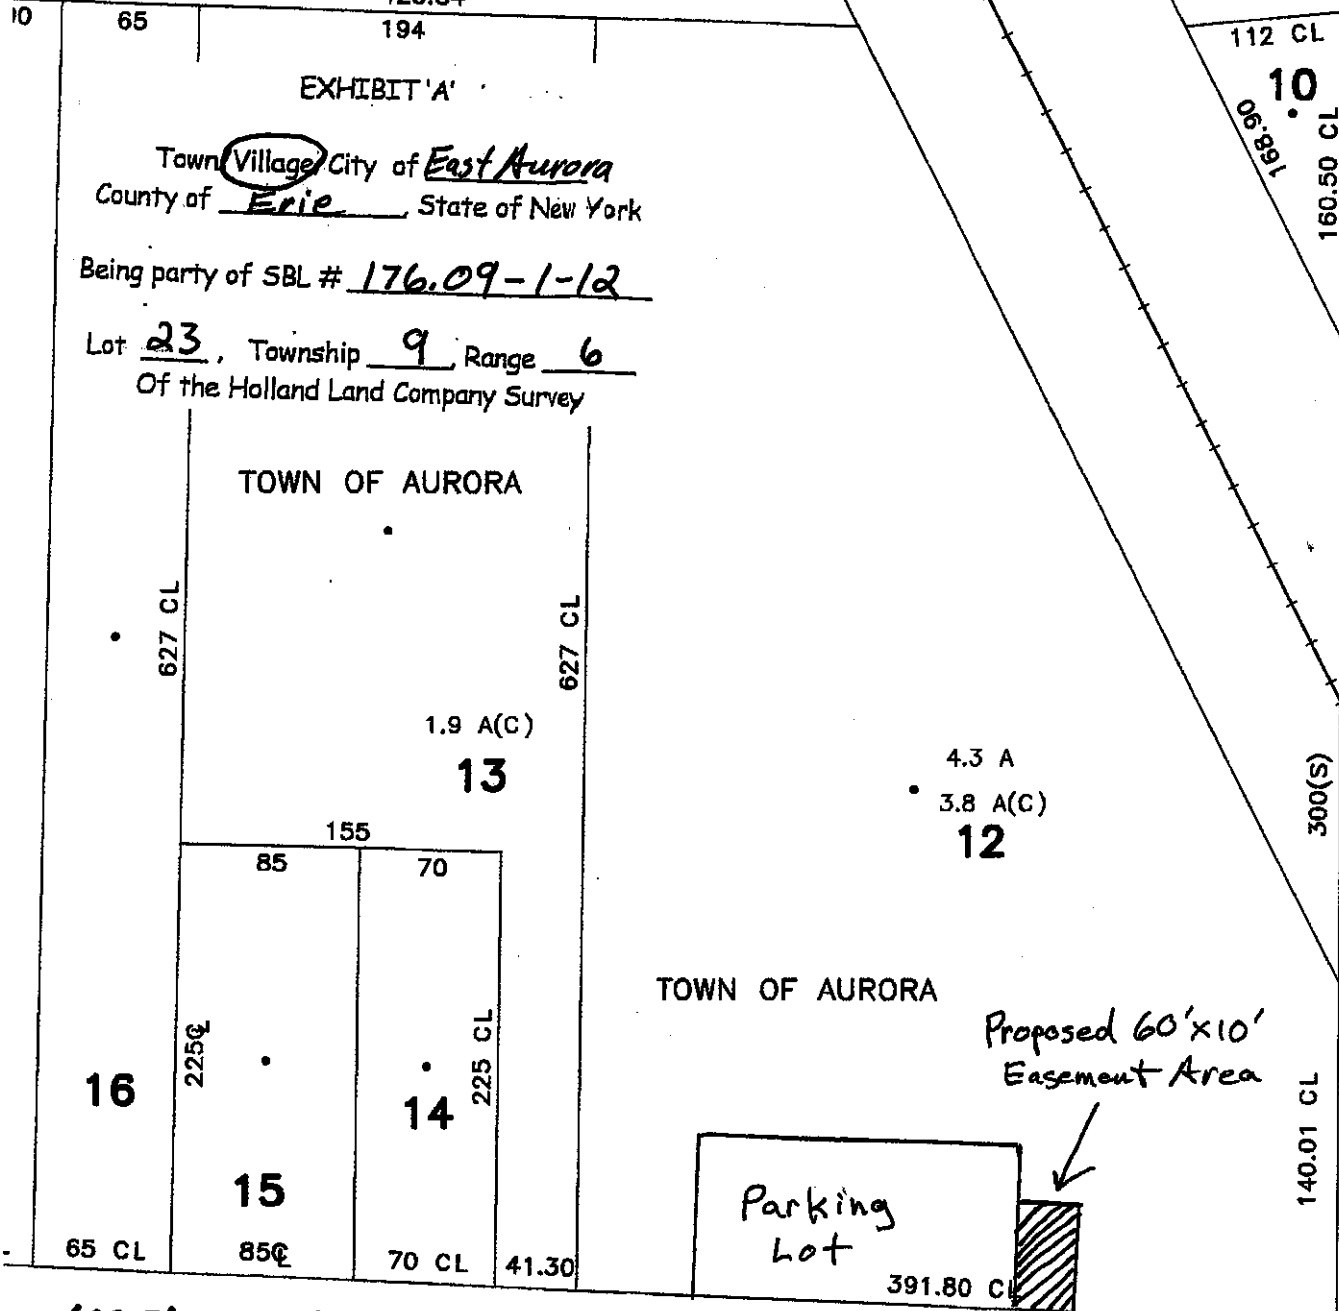 65
194
112 CL
10
168.90
160.50 CL
EXHIBIT 'A'
Town Village City of East Aurora
County of Erie, State of New York
Being party of SBL # 176.09-1-12
Lot 23, Township 9, Range 6
Of the Holland Land Company Survey
TOWN OF AURORA
627 CL
627 CL
1.9 A(C)
13
4.3 A
3.8 A(C)
12
300(S)
155
85
70
TOWN OF AURORA
Proposed 60'x10'
Easement Area
225℄
225 CL
140.01 CL
16
14
15
Parking
Lot
65 CL
85℄
70 CL
41.30
391.80 CL